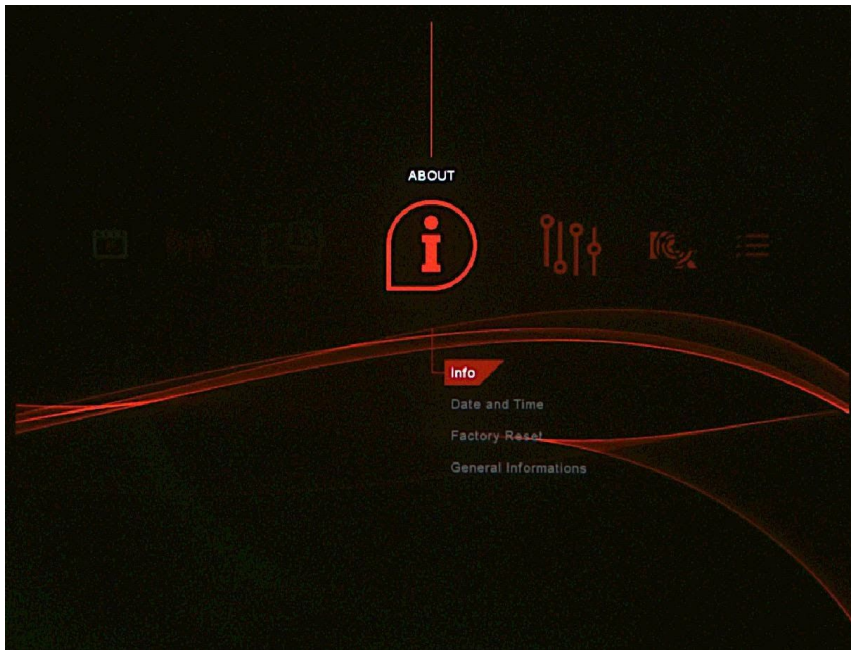 ABOUT
Info
Date and Time
Factory Reset
General Informations